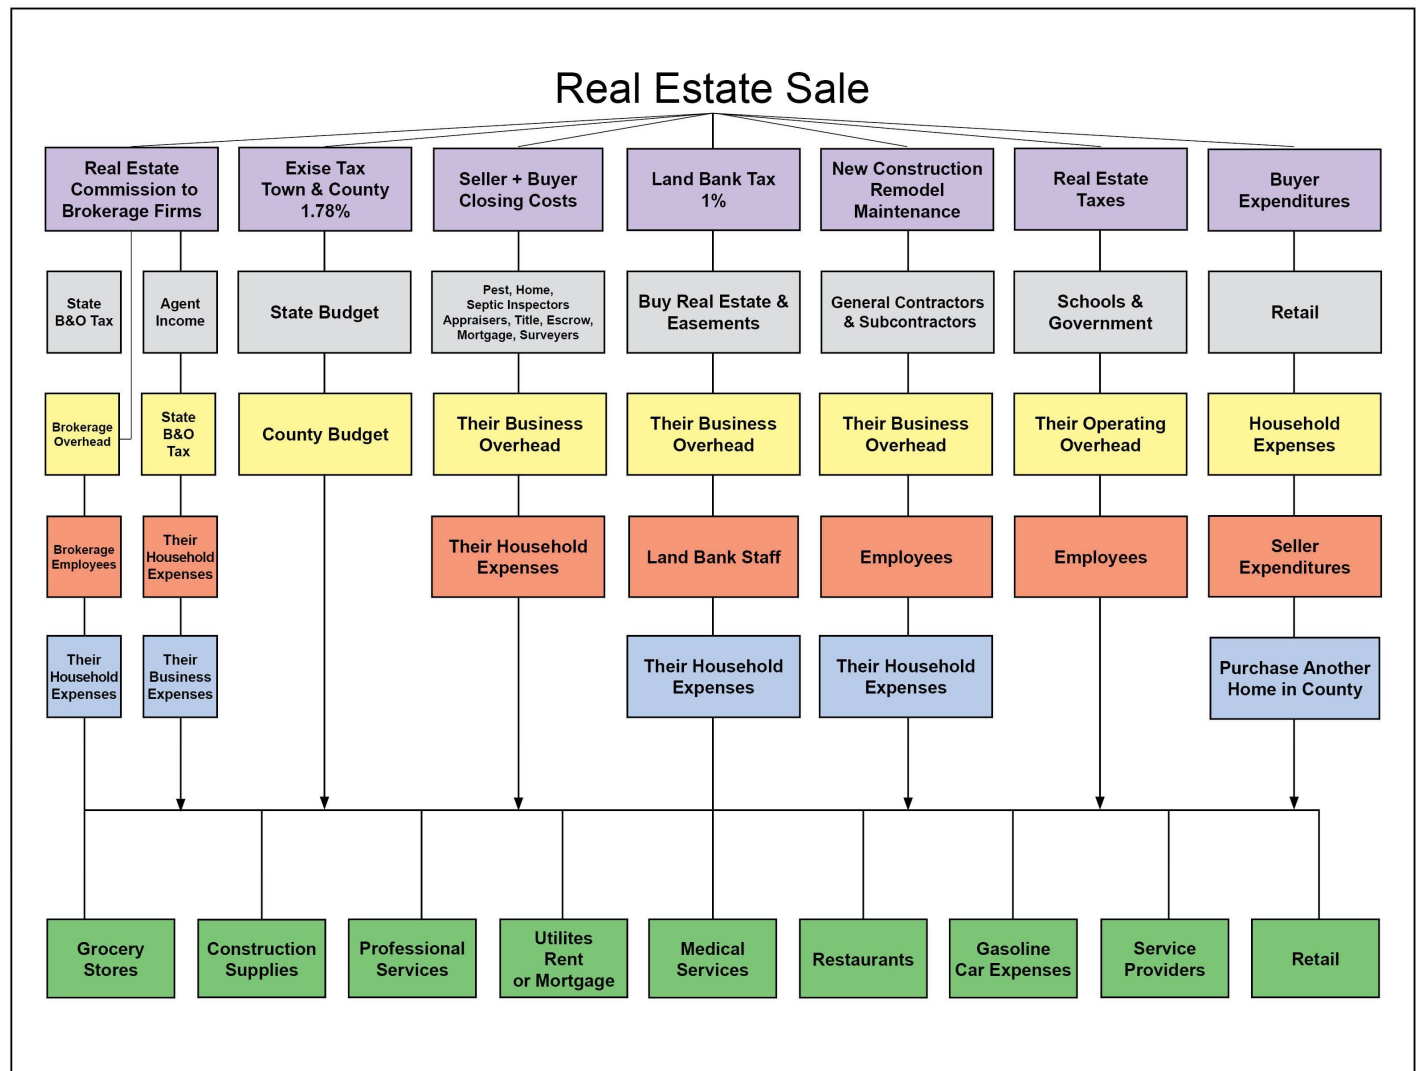 Real Estate Sale
Real Estate
Commission to
Brokerage Firms
Exise Tax
Town & County
1.78%
Seller + Buyer
Closing Costs
Land Bank Tax
1%
New Construction
Remodel
Maintenance
Real Estate
Taxes
Buyer
Expenditures
State
B&O Tax
Agent
Income
State Budget
Pest, Home,
Septic Inspectors
Appraisers, Title, Escrow,
Mortgage, Surveyers
Buy Real Estate &
Easements
General Contractors
& Subcontractors
Schools &
Government
Retail
Brokerage
Overhead
State
B&O
Tax
County Budget
Their Business
Overhead
Their Business
Overhead
Their Business
Overhead
Their Operating
Overhead
Household
Expenses
Brokerage
Employees
Their
Household
Expenses
Their Household
Expenses
Land Bank Staff
Employees
Employees
Seller
Expenditures
Their
Household
Expenses
Their
Business
Expenses
Their Household
Expenses
Their Household
Expenses
Purchase Another
Home in County
Grocery
Stores
Construction
Supplies
Professional
Services
Utilites
Rent
or Mortgage
Medical
Services
Restaurants
Gasoline
Car Expenses
Service
Providers
Retail